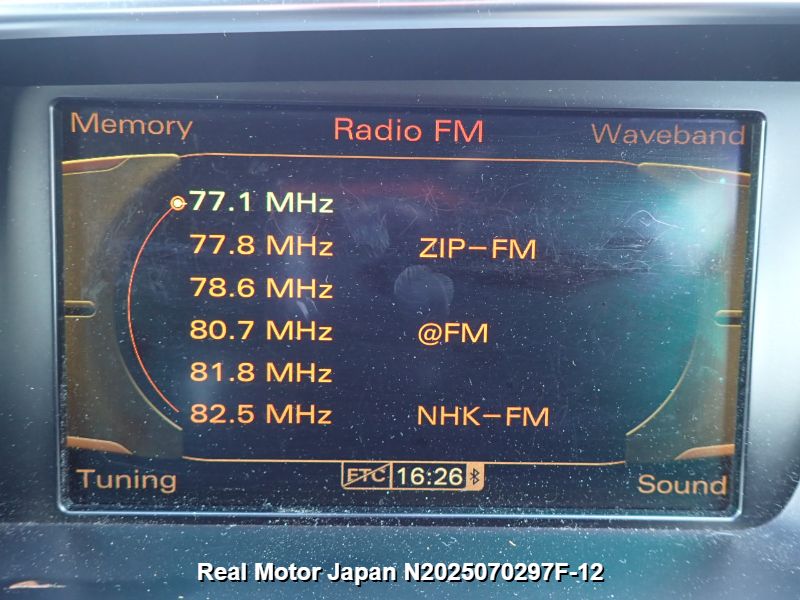 Memory Radio FM Waveband
77.1 MHz
77.8 MHz ZIP-FM
78.6 MHz
80.7 MHz @FM
81.8 MHz
82.5 MHz NHK-FM
Tuning ETC 16:26 Sound
Real Motor Japan N2025070297F-12